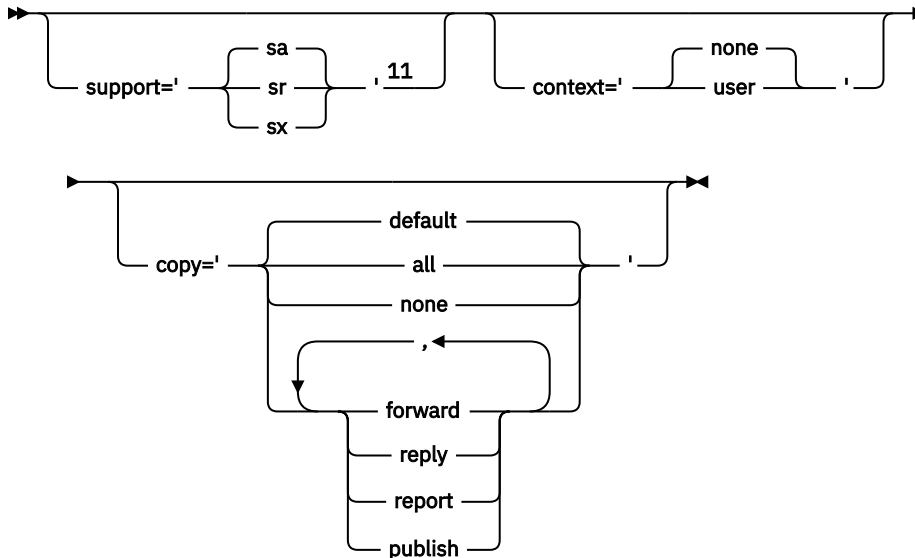 sa
support=' sr ' 11
sx
none
context=' user '
default
copy=' all '
none
,
forward
reply
report
publish